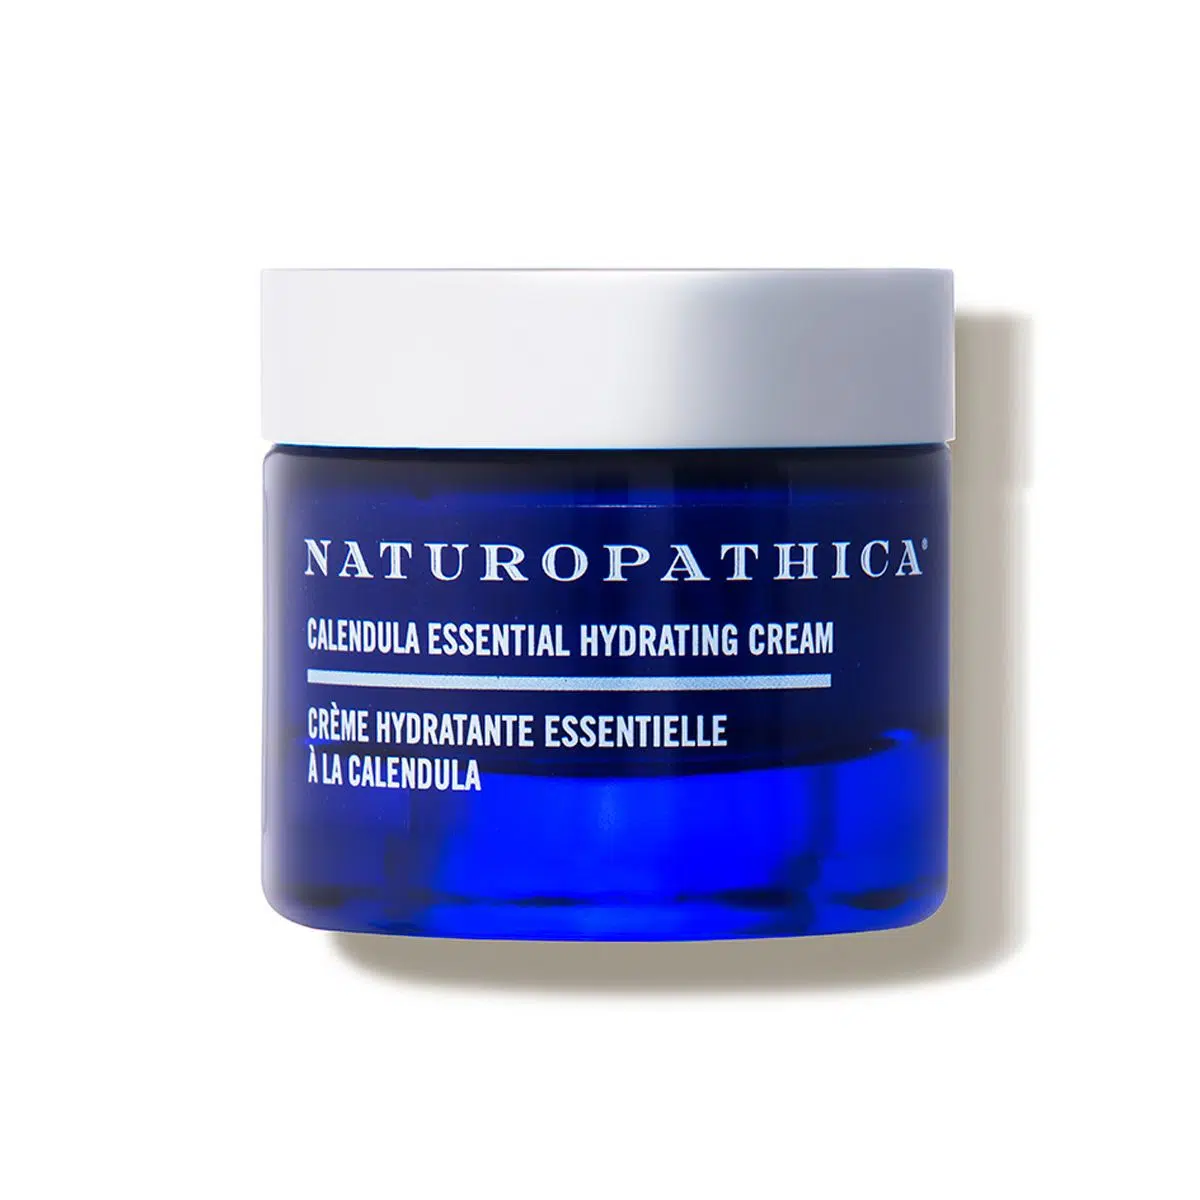 NATUROPATHICA®
CALENDULA ESSENTIAL HYDRATING CREAM
CRÈME HYDRATANTE ESSENTIELLE
À LA CALENDULA